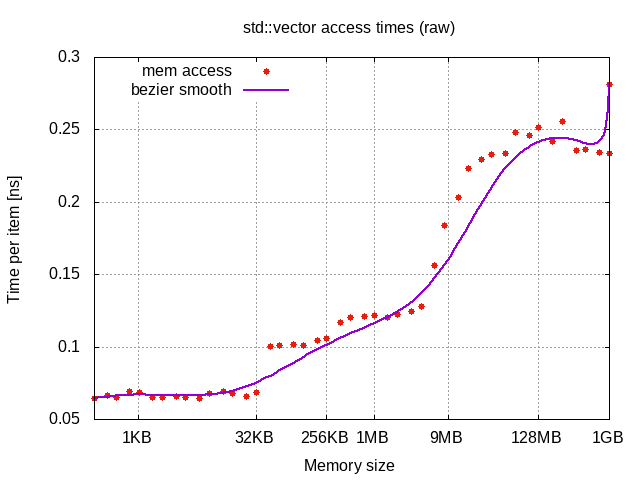 std::vector access times (raw)
mem access
bezier smooth
Time per item [ns]
0.3
0.25
0.2
0.15
0.1
0.05
1KB 32KB 256KB 1MB 9MB 128MB 1GB
Memory size